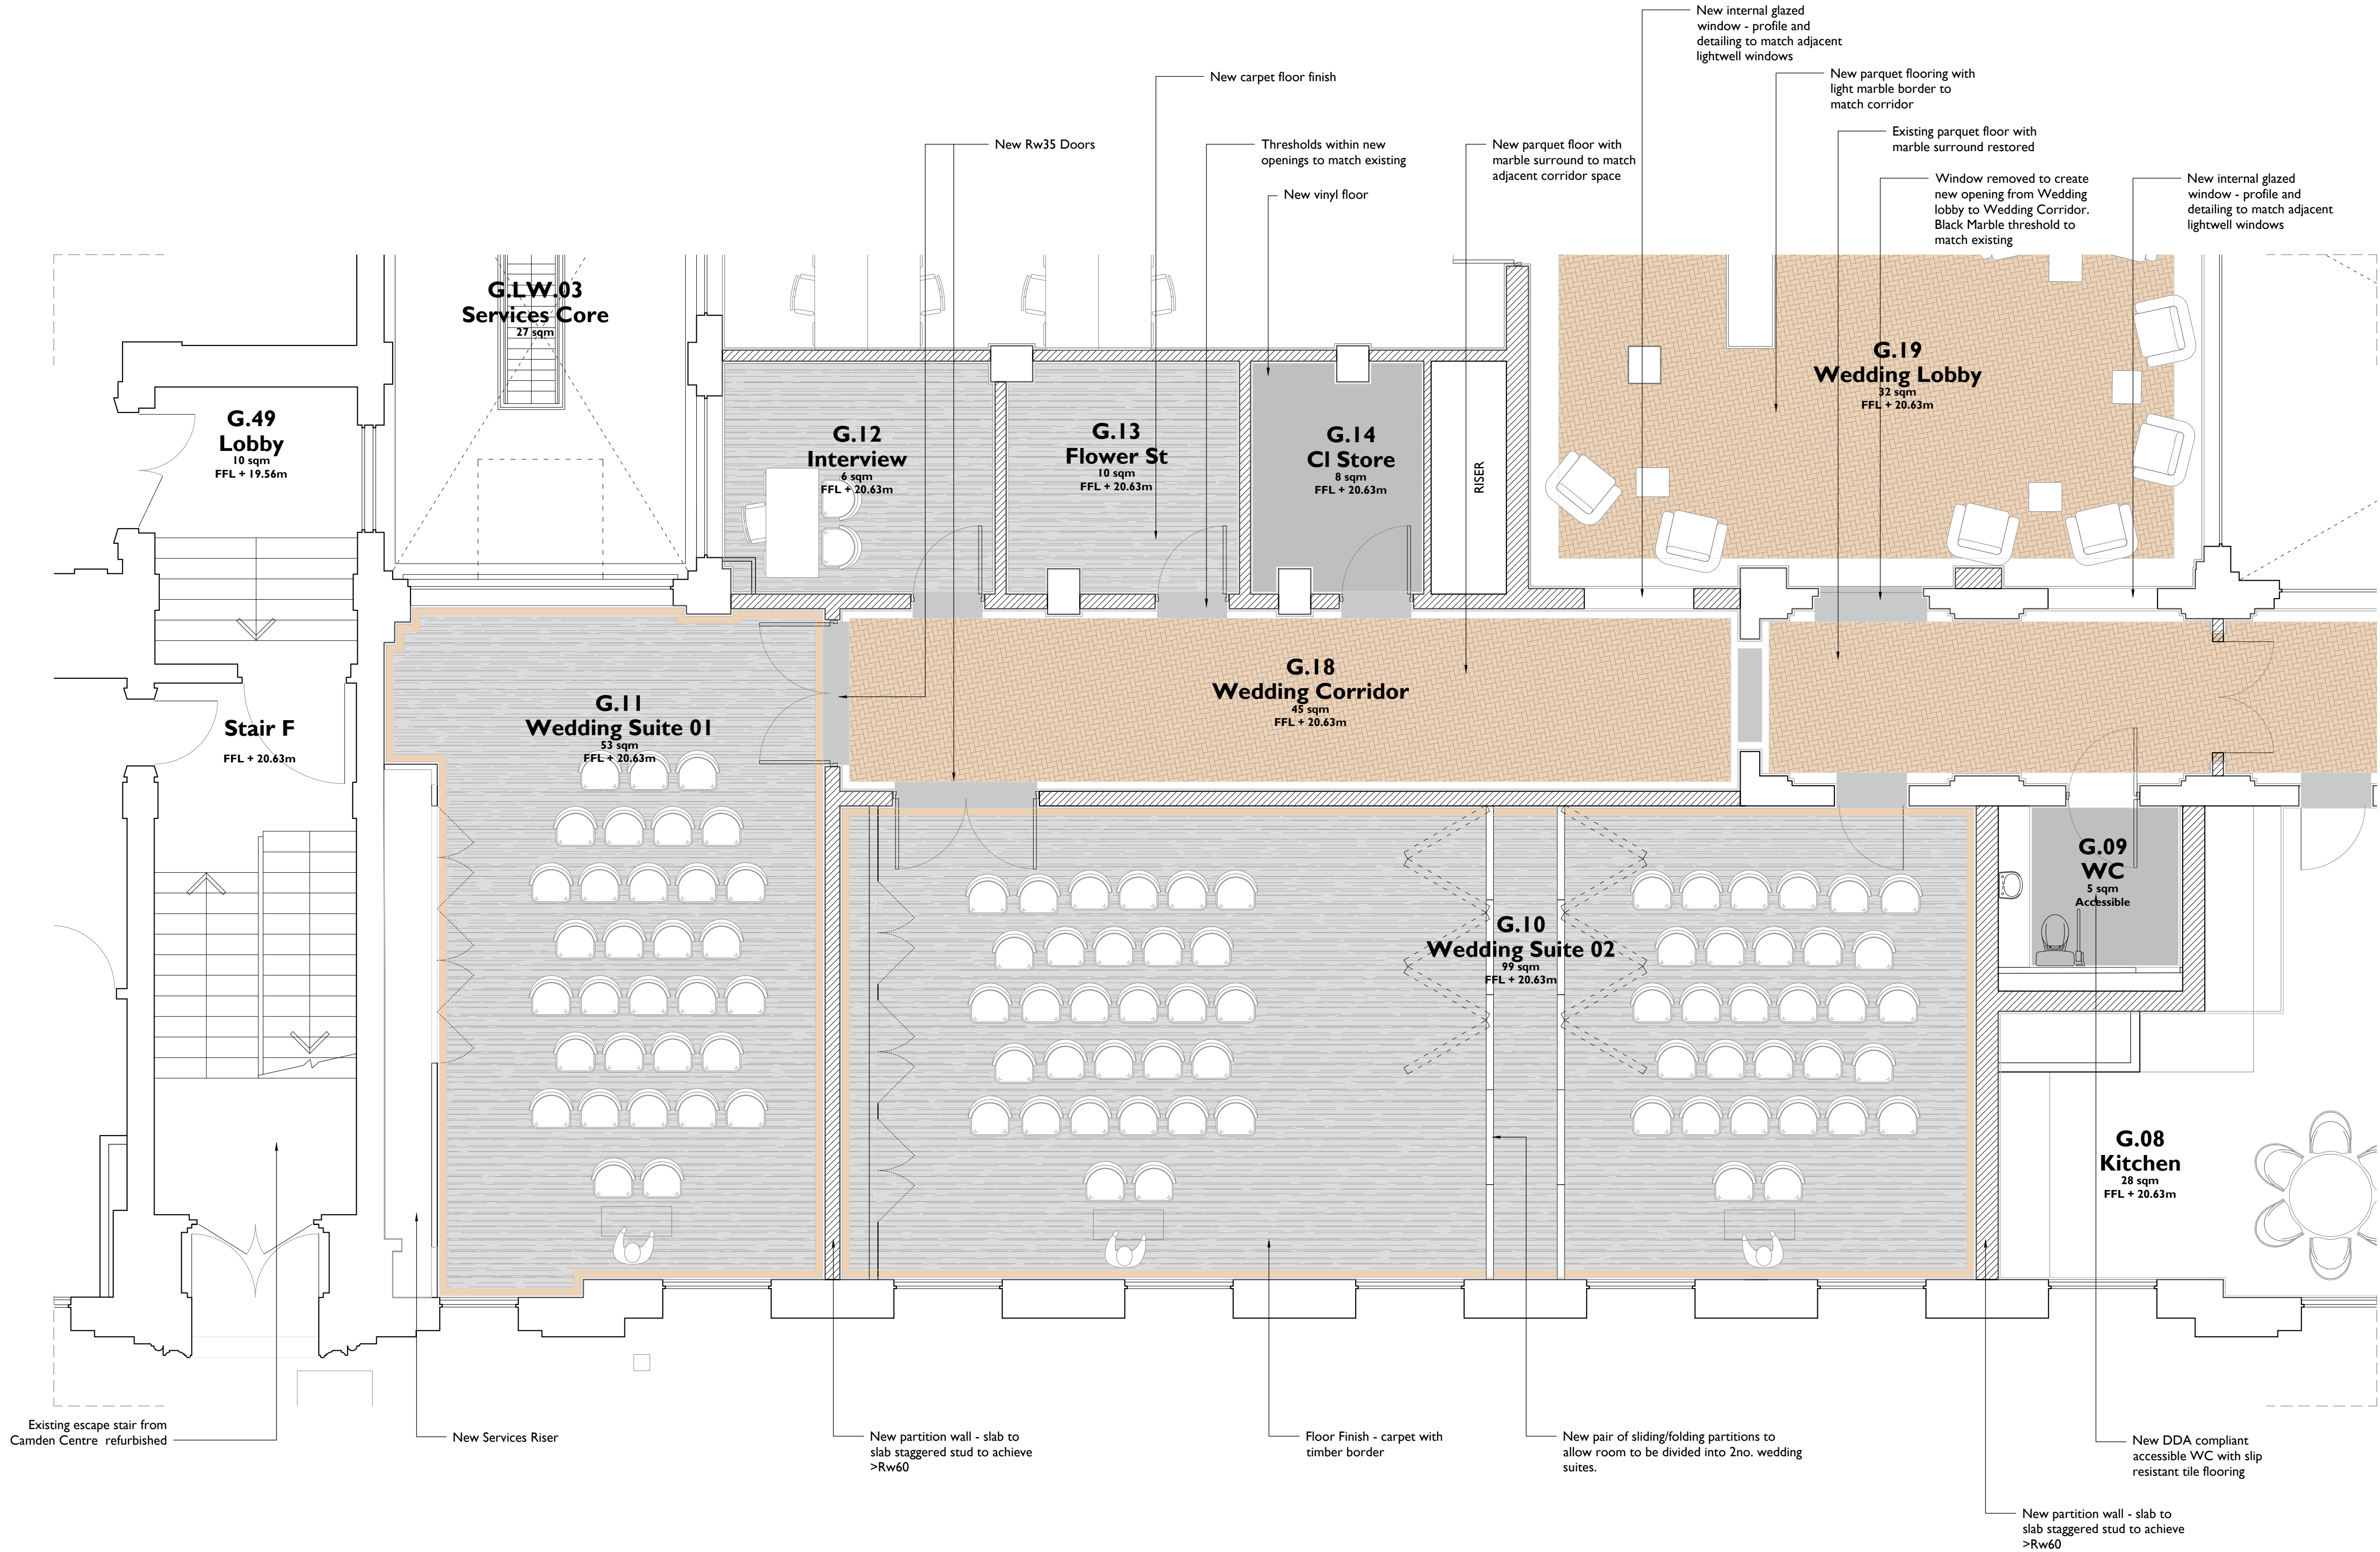 New internal glazed
window - profile and
detailing to match adjacent
lightwell windows
New carpet floor finish
New parquet flooring with
light marble border to
match corridor
New Rw35 Doors
Thresholds within new
openings to match existing
New parquet floor with
marble surround to match
adjacent corridor space
Existing parquet floor with
marble surround restored
New vinyl floor
Window removed to create
new opening from Wedding
lobby to Wedding Corridor.
Black Marble threshold to
match existing
New internal glazed
window - profile and
detailing to match adjacent
lightwell windows
G.LW.03
Services Core
27 sqm
G.49
Lobby
10 sqm
FFL + 19.56m
G.12
Interview
6 sqm
FFL + 20.63m
G.13
Flower St
10 sqm
FFL + 20.63m
G.14
Cl Store
8 sqm
FFL + 20.63m
RISER
G.19
Wedding Lobby
32 sqm
FFL + 20.63m
Stair F
FFL + 20.63m
G.11
Wedding Suite 01
53 sqm
FFL + 20.63m
G.18
Wedding Corridor
45 sqm
FFL + 20.63m
G.10
Wedding Suite 02
99 sqm
FFL + 20.63m
G.09
WC
5 sqm
Accessible
G.08
Kitchen
28 sqm
FFL + 20.63m
Existing escape stair from
Camden Centre refurbished
New Services Riser
New partition wall - slab to
slab staggered stud to achieve
>Rw60
Floor Finish - carpet with
timber border
New pair of sliding/folding partitions to
allow room to be divided into 2no. wedding
suites.
New DDA compliant
accessible WC with slip
resistant tile flooring
New partition wall - slab to
slab staggered stud to achieve
>Rw60